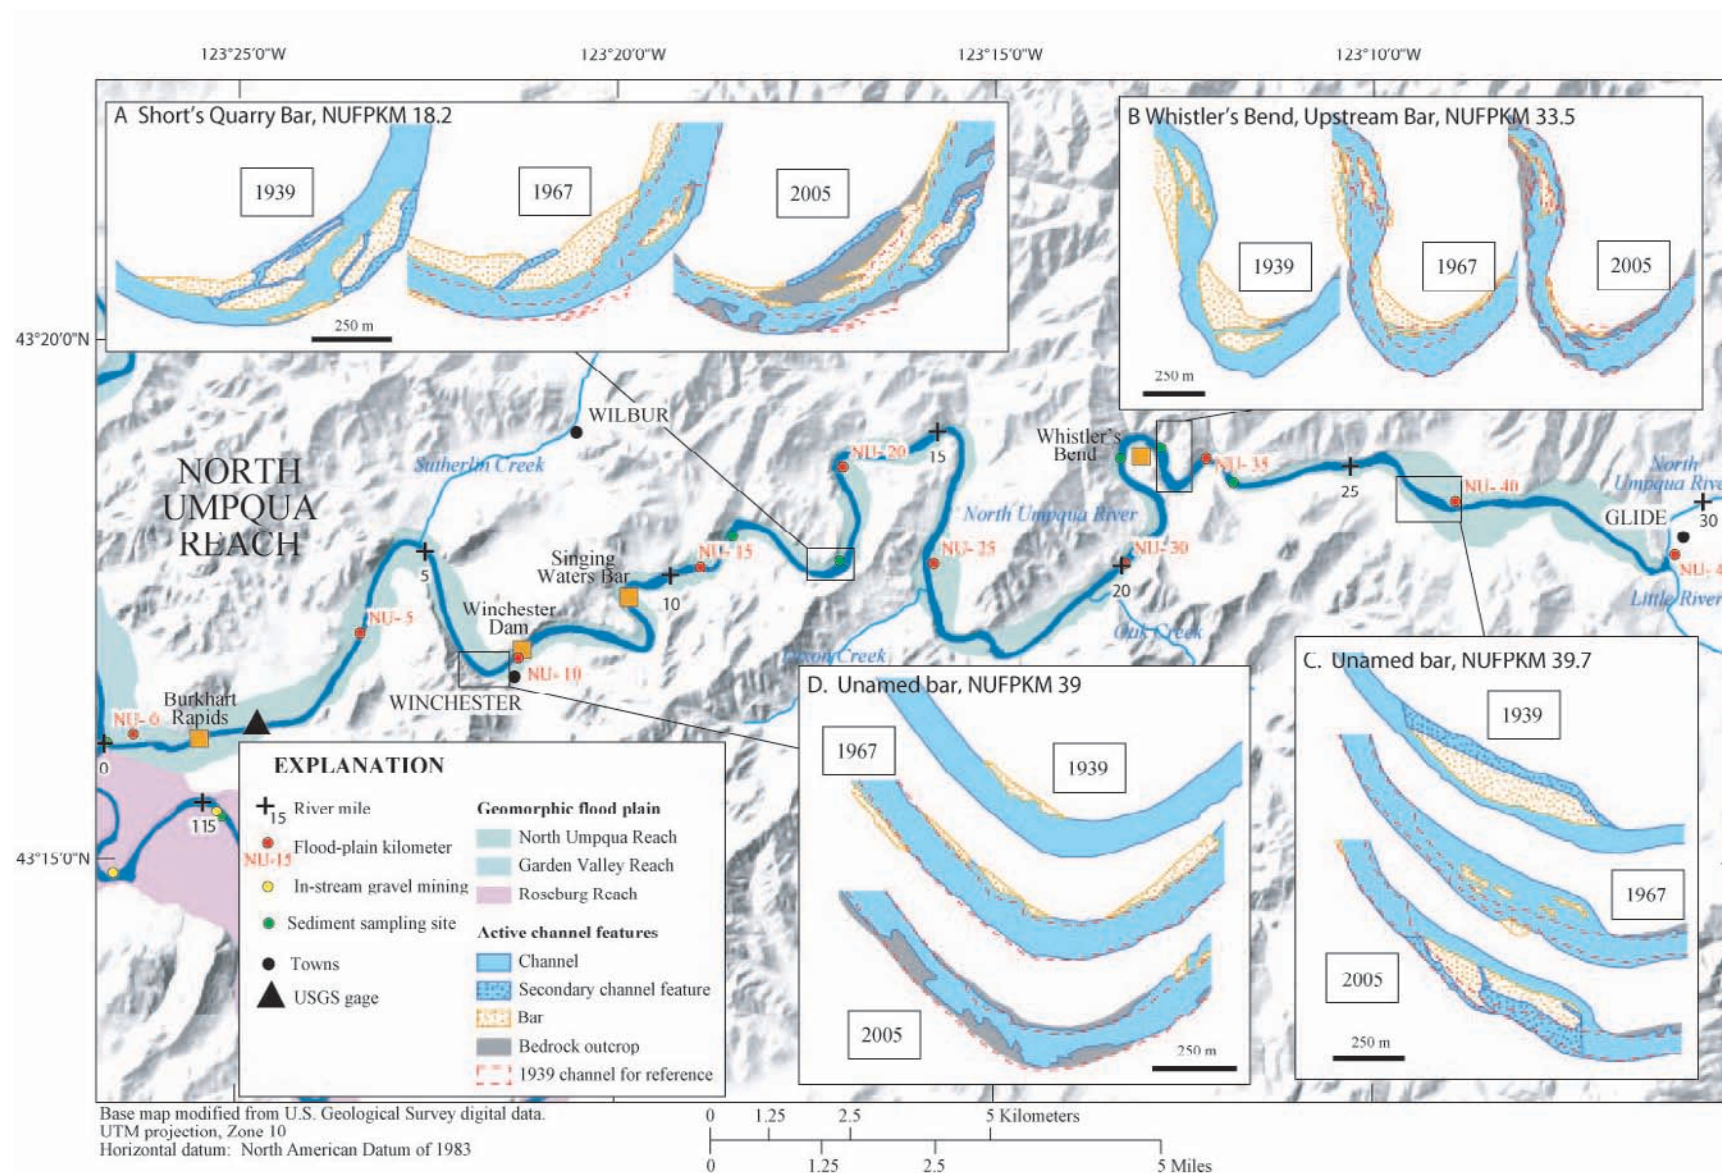 123°25'0"W
123°20'0"W
123°15'0"W
123°10'0"W
A Short's Quarry Bar, NUFPKM 18.2
1939
1967
2005
250 m
B Whistler's Bend, Upstream Bar, NUFPKM 33.5
1939
1967
2005
250 m
43°20'0"N
43°15'0"N
NORTH
UMPQUA
REACH
WILBUR
Sutherlin Creek
5
NU- 5
Winchester
Dam
Singing
Waters Bar
10
NU- 15
NU- 20
15
NU- 25
North Umpqua River
Whistler's
Bend
NU- 35
25
NU- 40
North
Umpqua Rive
GLIDE
30
NU- 4
Little River
NU- 30
20
Oak Creek
NU- 10
WINCHESTER
Burkhart
Rapids
NU- 0
0
115
EXPLANATION
15 River mile
Flood-plain kilometer
NU-15
In-stream gravel mining
Sediment sampling site
Towns
USGS gage
Geomorphic flood plain
North Umpqua Reach
Garden Valley Reach
Roseburg Reach
Active channel features
Channel
Secondary channel feature
Bar
Bedrock outcrop
1939 channel for reference
D. Unamed bar, NUFPKM 39
1967
1939
2005
250 m
C. Unamed bar, NUFPKM 39.7
1939
1967
2005
250 m
Base map modified from U.S. Geological Survey digital data.
UTM projection, Zone 10
Horizontal datum: North American Datum of 1983
0 1.25 2.5 5 Kilometers
0 1.25 2.5 5 Miles